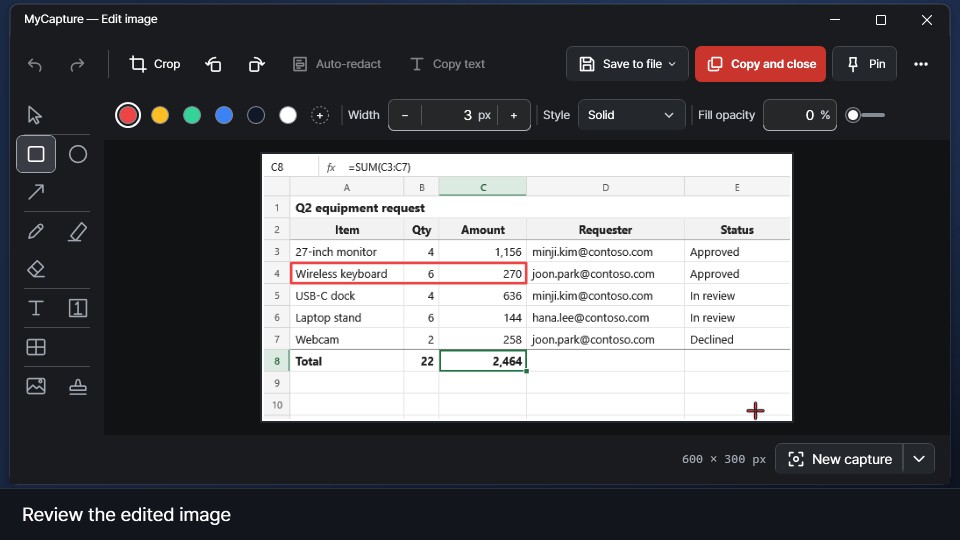 MyCapture — Edit image
Crop
Auto-redact
Copy text
Save to file
Copy and close
Pin
Width
− 3 px +
Style
Solid
Fill opacity
0 %
C8 fx =SUM(C3:C7)
A B C D E
1 Q2 equipment request
2 Item Qty Amount Requester Status
3 27-inch monitor 4 1,156 minji.kim@contoso.com Approved
4 Wireless keyboard 6 270 joon.park@contoso.com Approved
5 USB-C dock 4 636 minji.kim@contoso.com In review
6 Laptop stand 6 144 hana.lee@contoso.com In review
7 Webcam 2 258 joon.park@contoso.com Declined
8 Total 22 2,464
9
10
T 1
600 × 300 px
New capture
Review the edited image